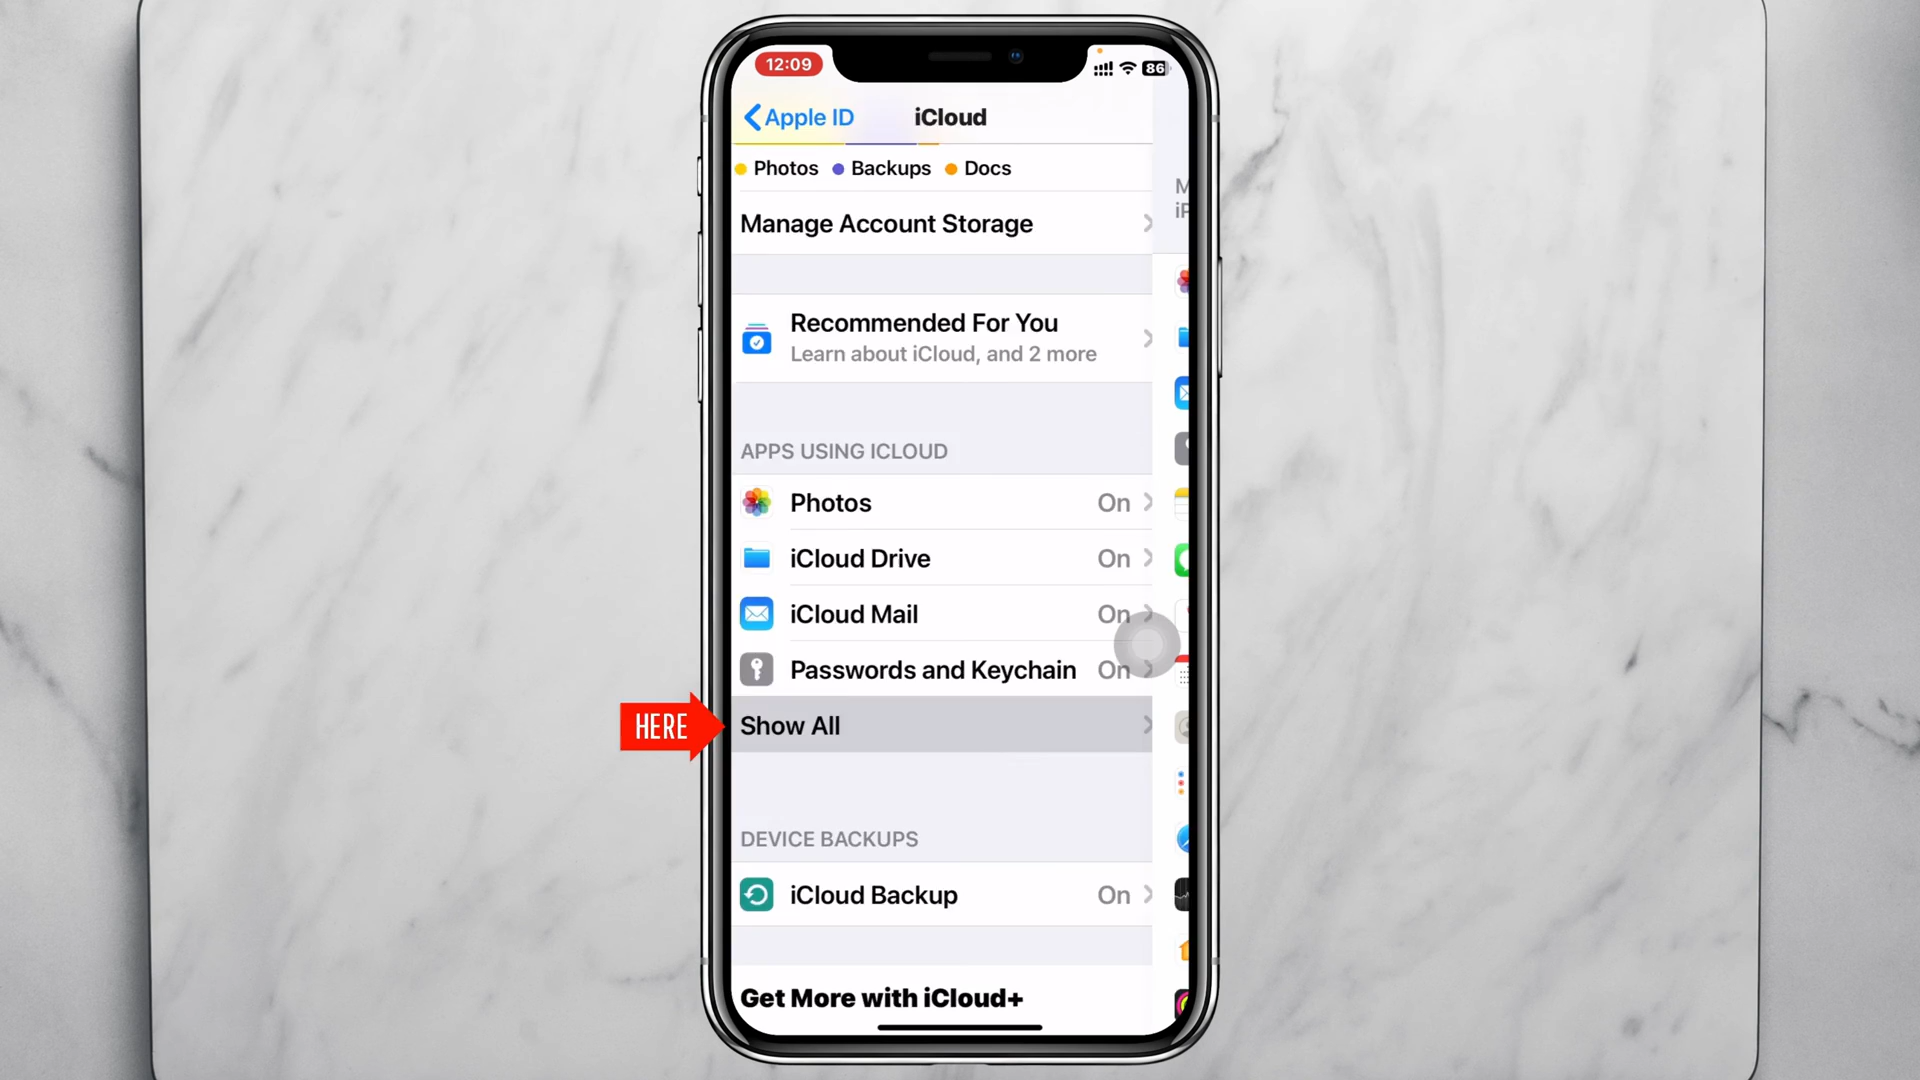 12:09
86
Apple ID
iCloud
Photos
Backups
Docs
Manage Account Storage
Recommended For You
Learn about iCloud, and 2 more
APPS USING ICLOUD
Photos On
iCloud Drive On
iCloud Mail On
Passwords and Keychain On
HERE
Show All
DEVICE BACKUPS
iCloud Backup On
Get More with iCloud+